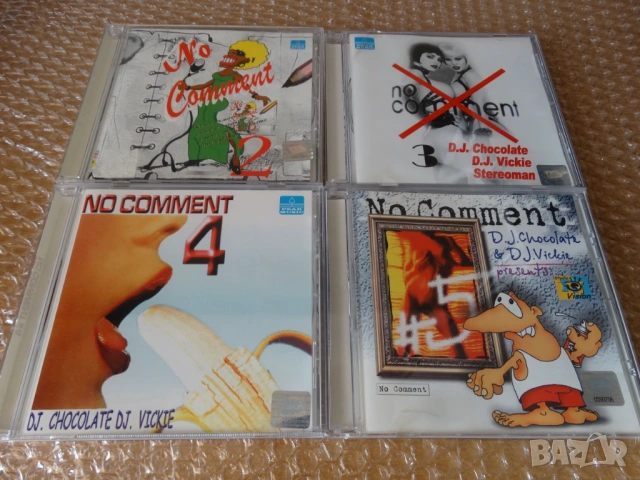 No
Comment
2
no
comment
3
D.J. Chocolate
D.J. Vickie
Stereoman
NO COMMENT
4
DJ. CHOCOLATE DJ. VICKIE
No Comment
D.J. Chocolate
& DJ Vickie
presents:
#5
No Comment
BAZAR